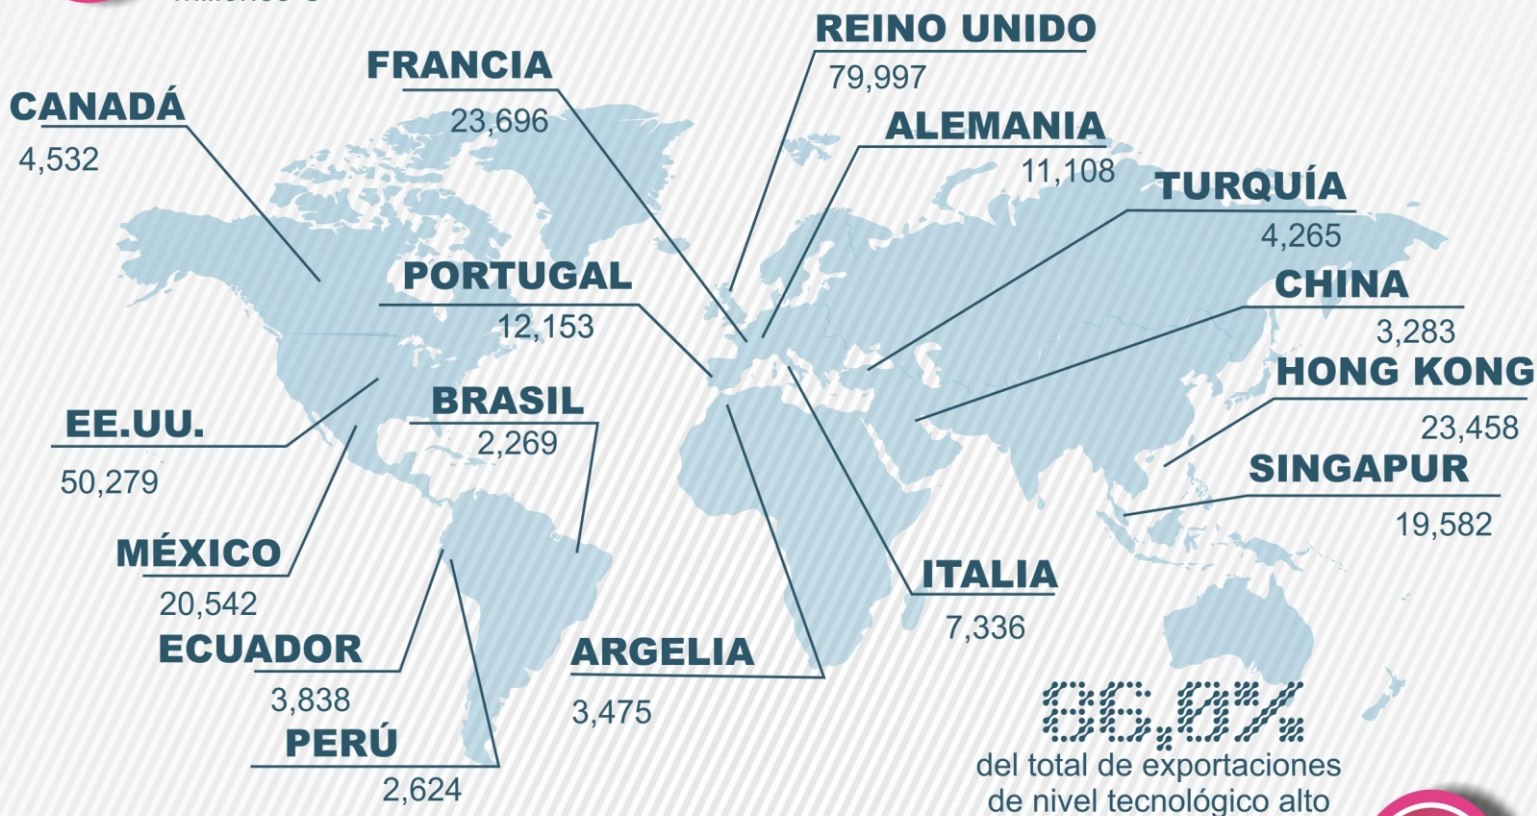 REINO UNIDO
79,997
FRANCIA
23,696
CANADÁ
4,532
ALEMANIA
11,108
TURQUÍA
4,265
PORTUGAL
12,153
CHINA
3,283
HONG KONG
23,458
BRASIL
2,269
EE.UU.
50,279
SINGAPUR
19,582
MÉXICO
20,542
ITALIA
7,336
ECUADOR
3,838
ARGELIA
3,475
PERÚ
2,624
86,0%
del total de exportaciones
de nivel tecnológico alto